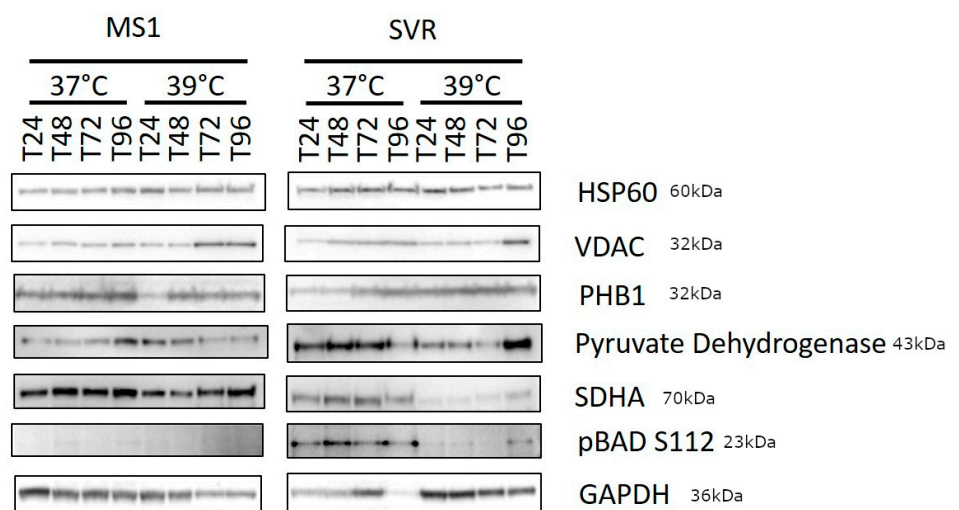 MS1
SVR
37°C
39°C
37°C
39°C
T24
T48
T72
T96
T24
T48
T72
T96
T24
T48
T72
T96
T24
T48
T72
T96
HSP60 60kDa
VDAC 32kDa
PHB1 32kDa
Pyruvate Dehydrogenase 43kDa
SDHA 70kDa
pBAD S112 23kDa
GAPDH 36kDa